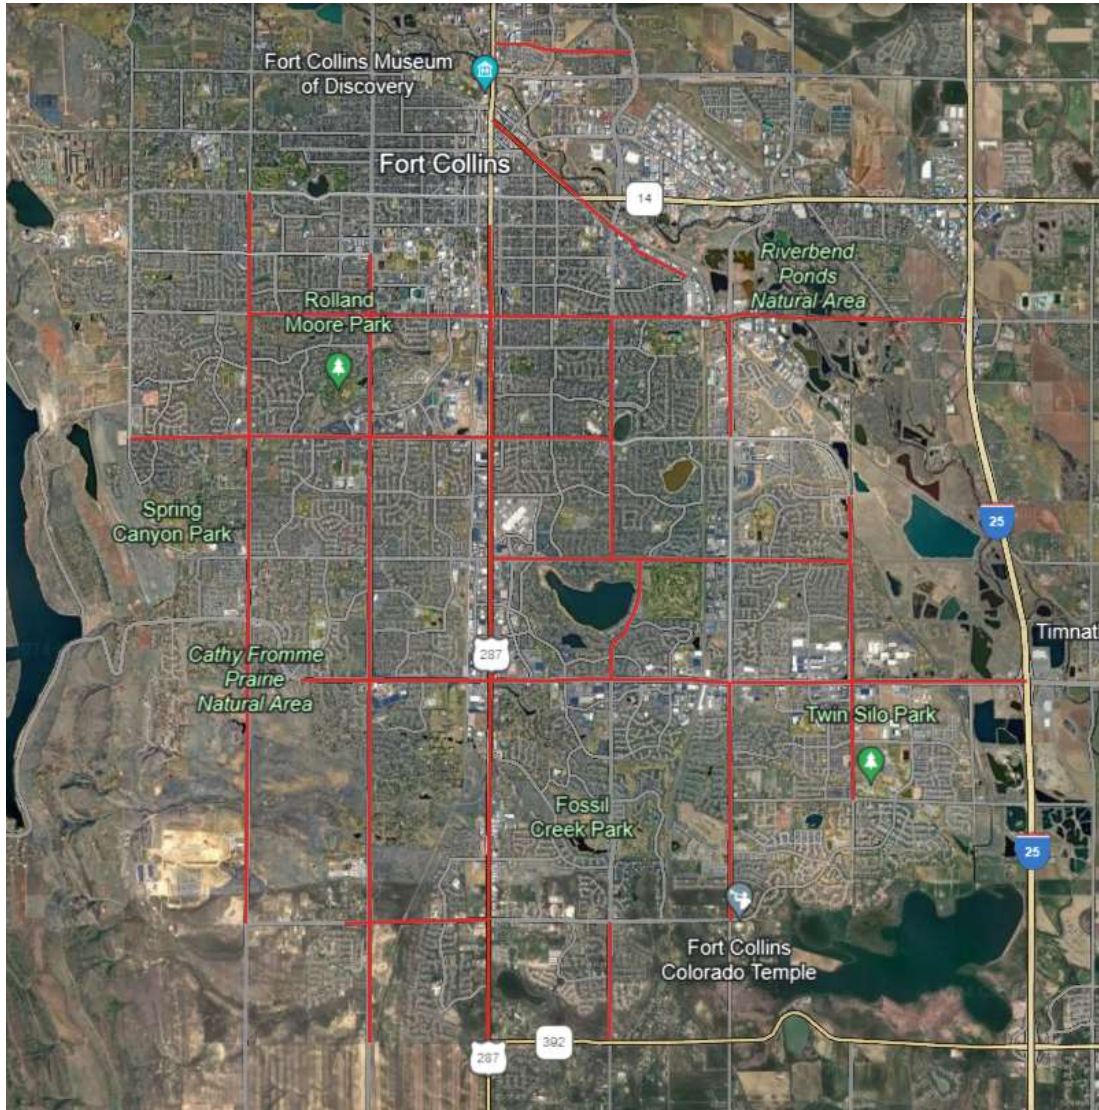 Fort Collins Museum
of Discovery
Fort Collins
14
Riverbend
Ponds
Natural Area
Rolland
Moore Park
Spring
Canyon Park
25
Timnat
287
Cathy Fromme
Prairie
Natural Area
Twin Silo Park
Fossil
Creek Park
25
Fort Collins
Colorado Temple
392
287